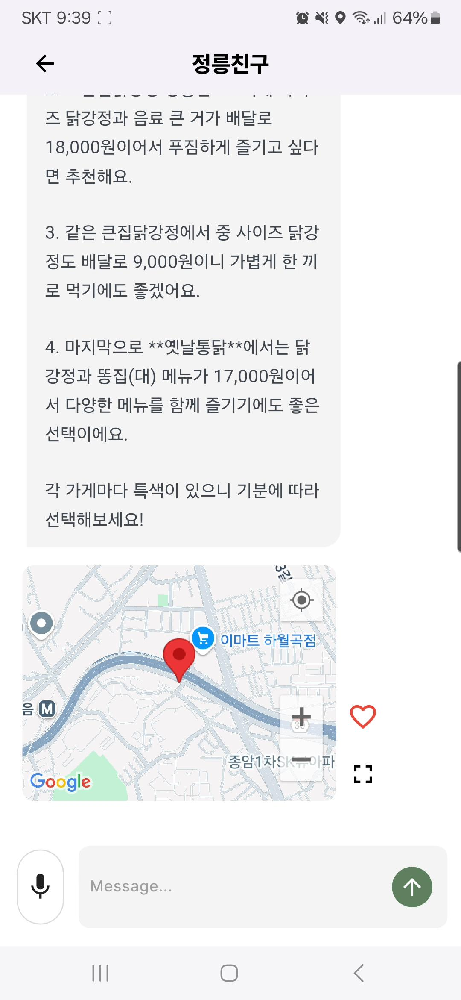 SKT 9:39
64%
정릉친구
즈 닭강정과 음료 큰 거가 배달로
18,000원이어서 푸짐하게 즐기고 싶다
면 추천해요.
3. 같은 큰집닭강정에서 중 사이즈 닭강
정도 배달로 9,000원이니 가볍게 한 끼
로 먹기에도 좋겠어요.
4. 마지막으로 **옛날통닭**에서는 닭
강정과 똥집(대) 메뉴가 17,000원이어
서 다양한 메뉴를 함께 즐기기에도 좋은
선택이에요.
각 가게마다 특색이 있으니 기분에 따라
선택해보세요!
3길
이마트 하월곡점
음 M
종암1차SK뷰아파
Google
Message...